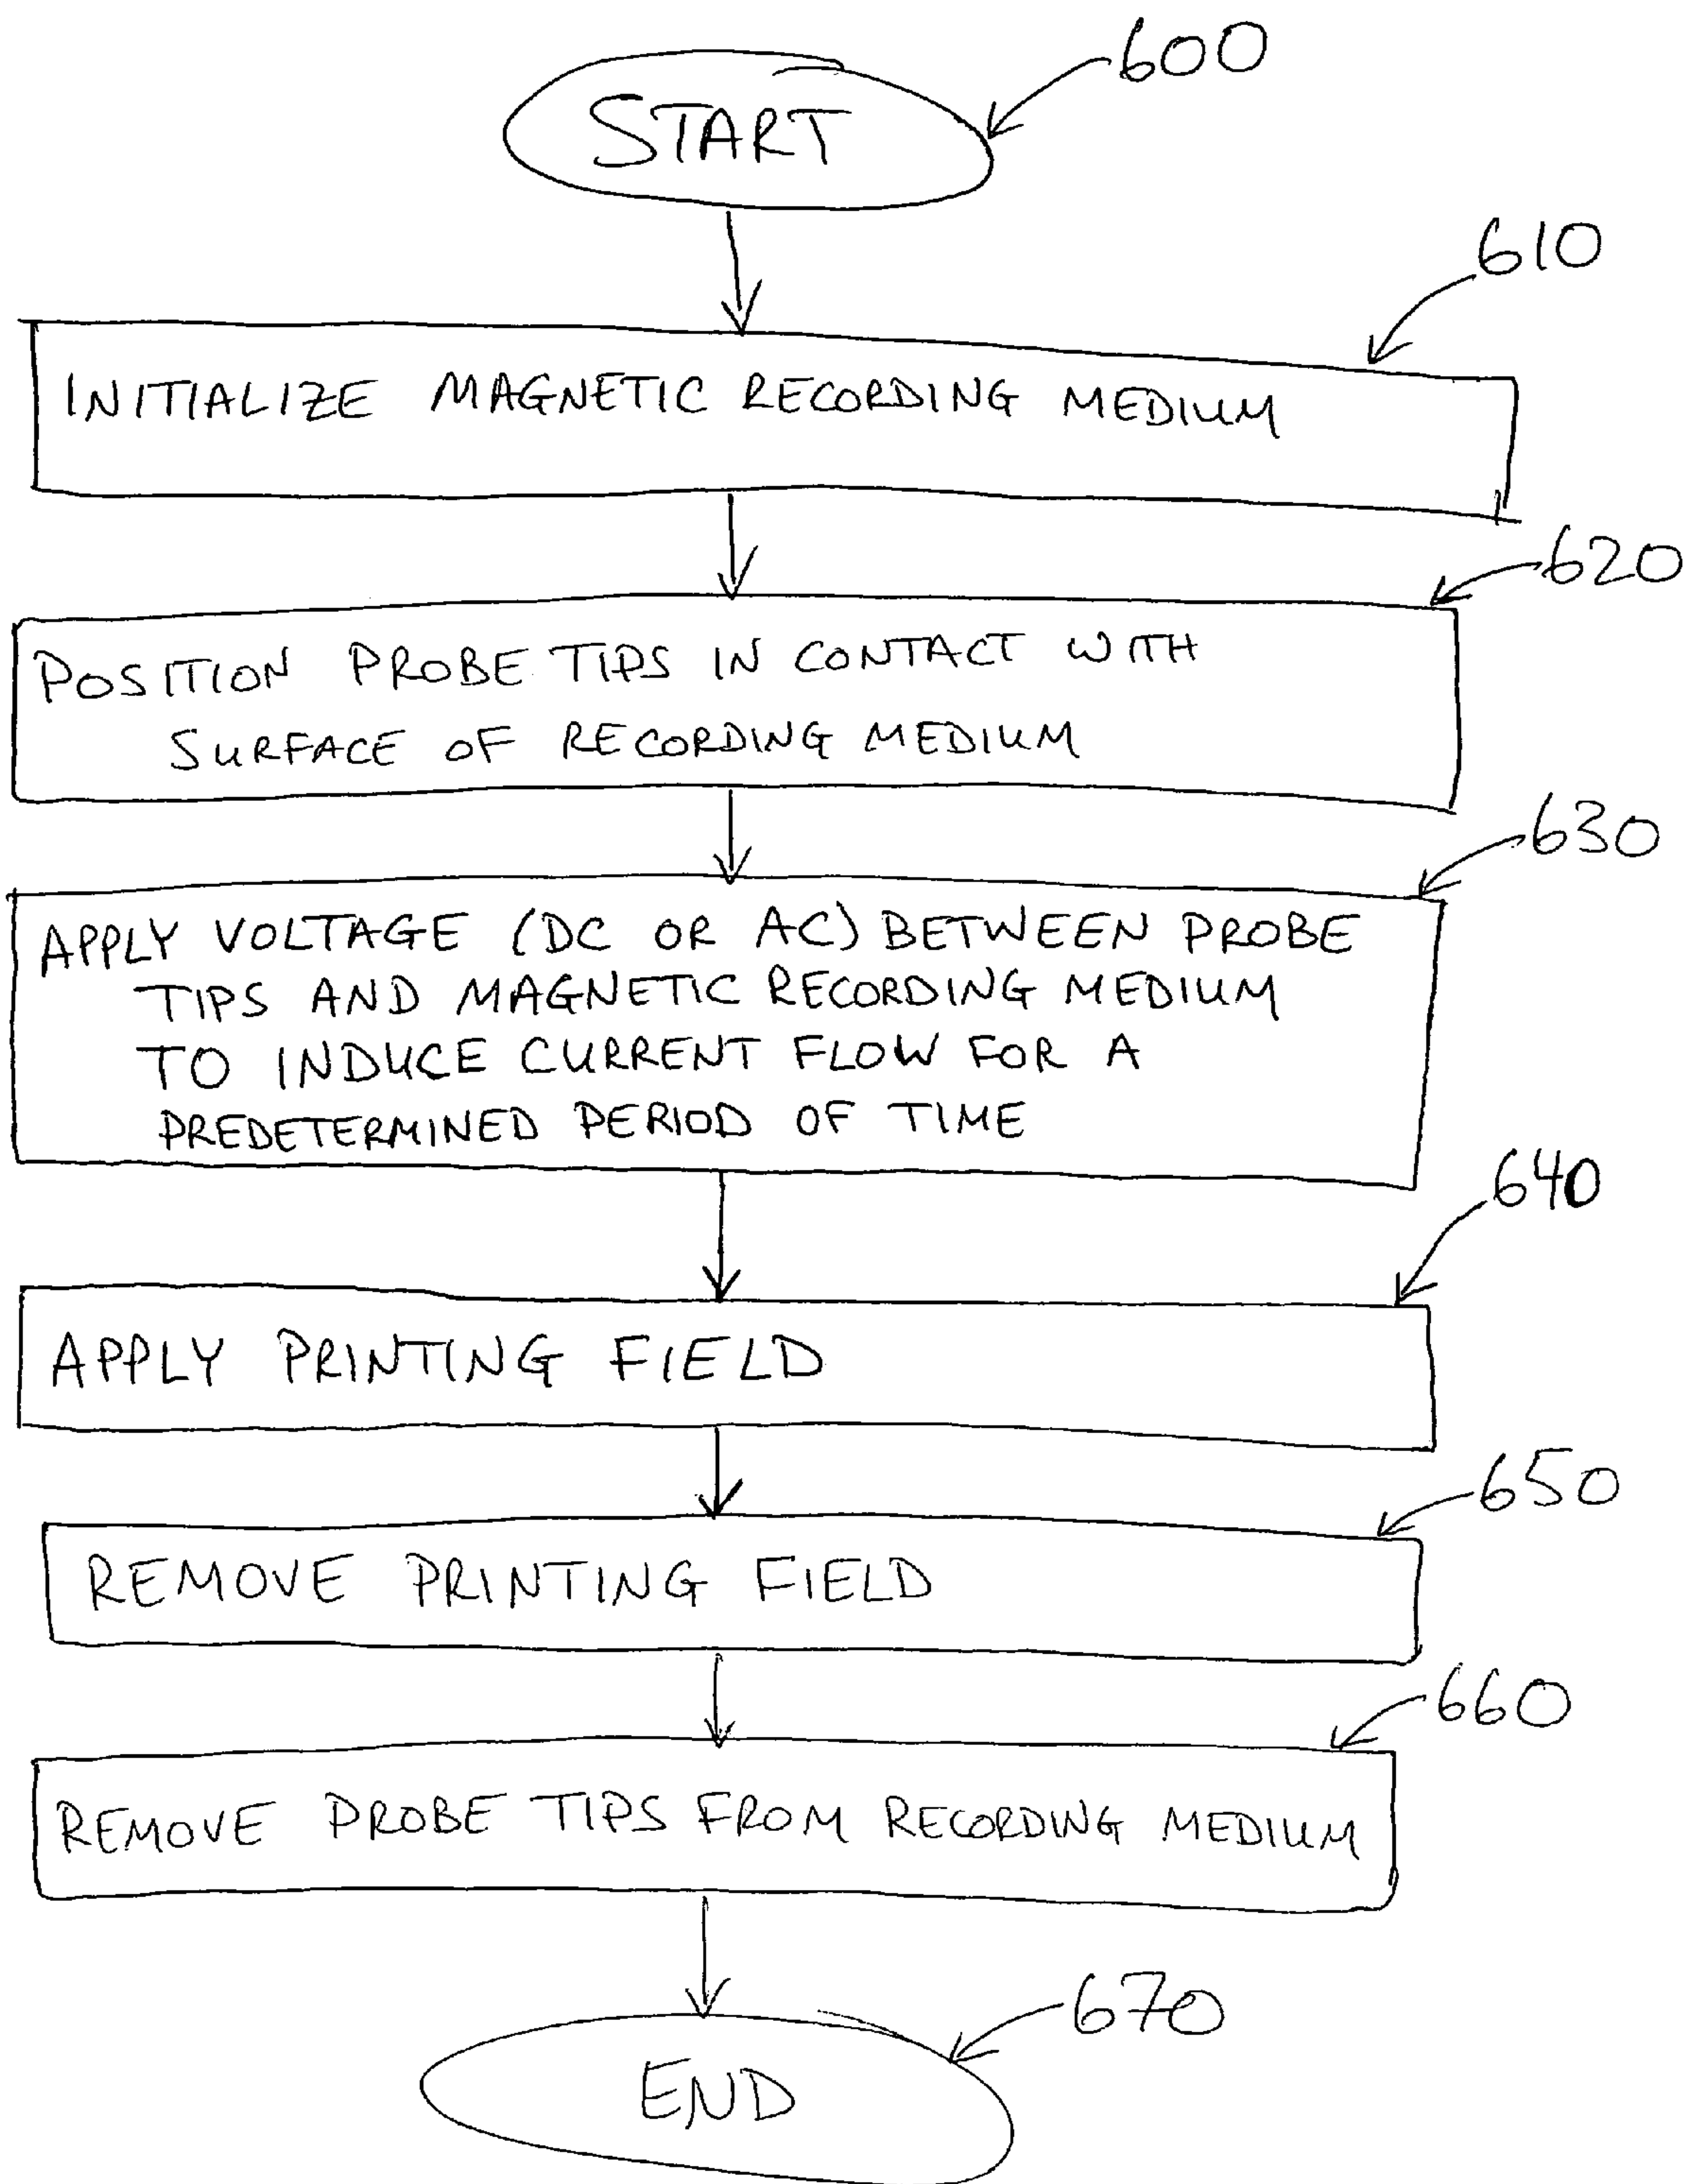 600
START
610
INITIALIZE MAGNETIC RECORDING MEDIUM
620
POSITION PROBE TIPS IN CONTACT WITH
SURFACE OF RECORDING MEDIUM
630
APPLY VOLTAGE (DC OR AC) BETWEEN PROBE
TIPS AND MAGNETIC RECORDING MEDIUM
TO INDUCE CURRENT FLOW FOR A
PREDETERMINED PERIOD OF TIME
640
APPLY PRINTING FIELD
650
REMOVE PRINTING FIELD
660
REMOVE PROBE TIPS FROM RECORDING MEDIUM
670
END